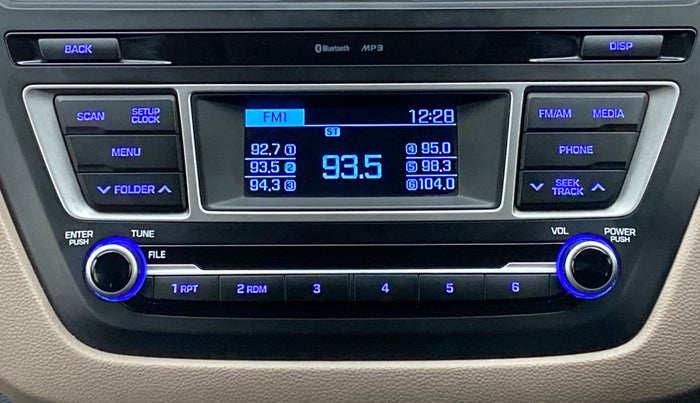 BACK
Bluetooth MP3
DISP
SCAN SETUP CLOCK
MENU
FOLDER
FM1 12:28
ST
92.7 1
93.5 2
94.3 3
93.5
4 95.0
5 98.3
6 104.0
FM/AM MEDIA
PHONE
SEEK TRACK
ENTER PUSH
TUNE
FILE
VOL
POWER PUSH
1 RPT 2 RDM 3 4 5 6